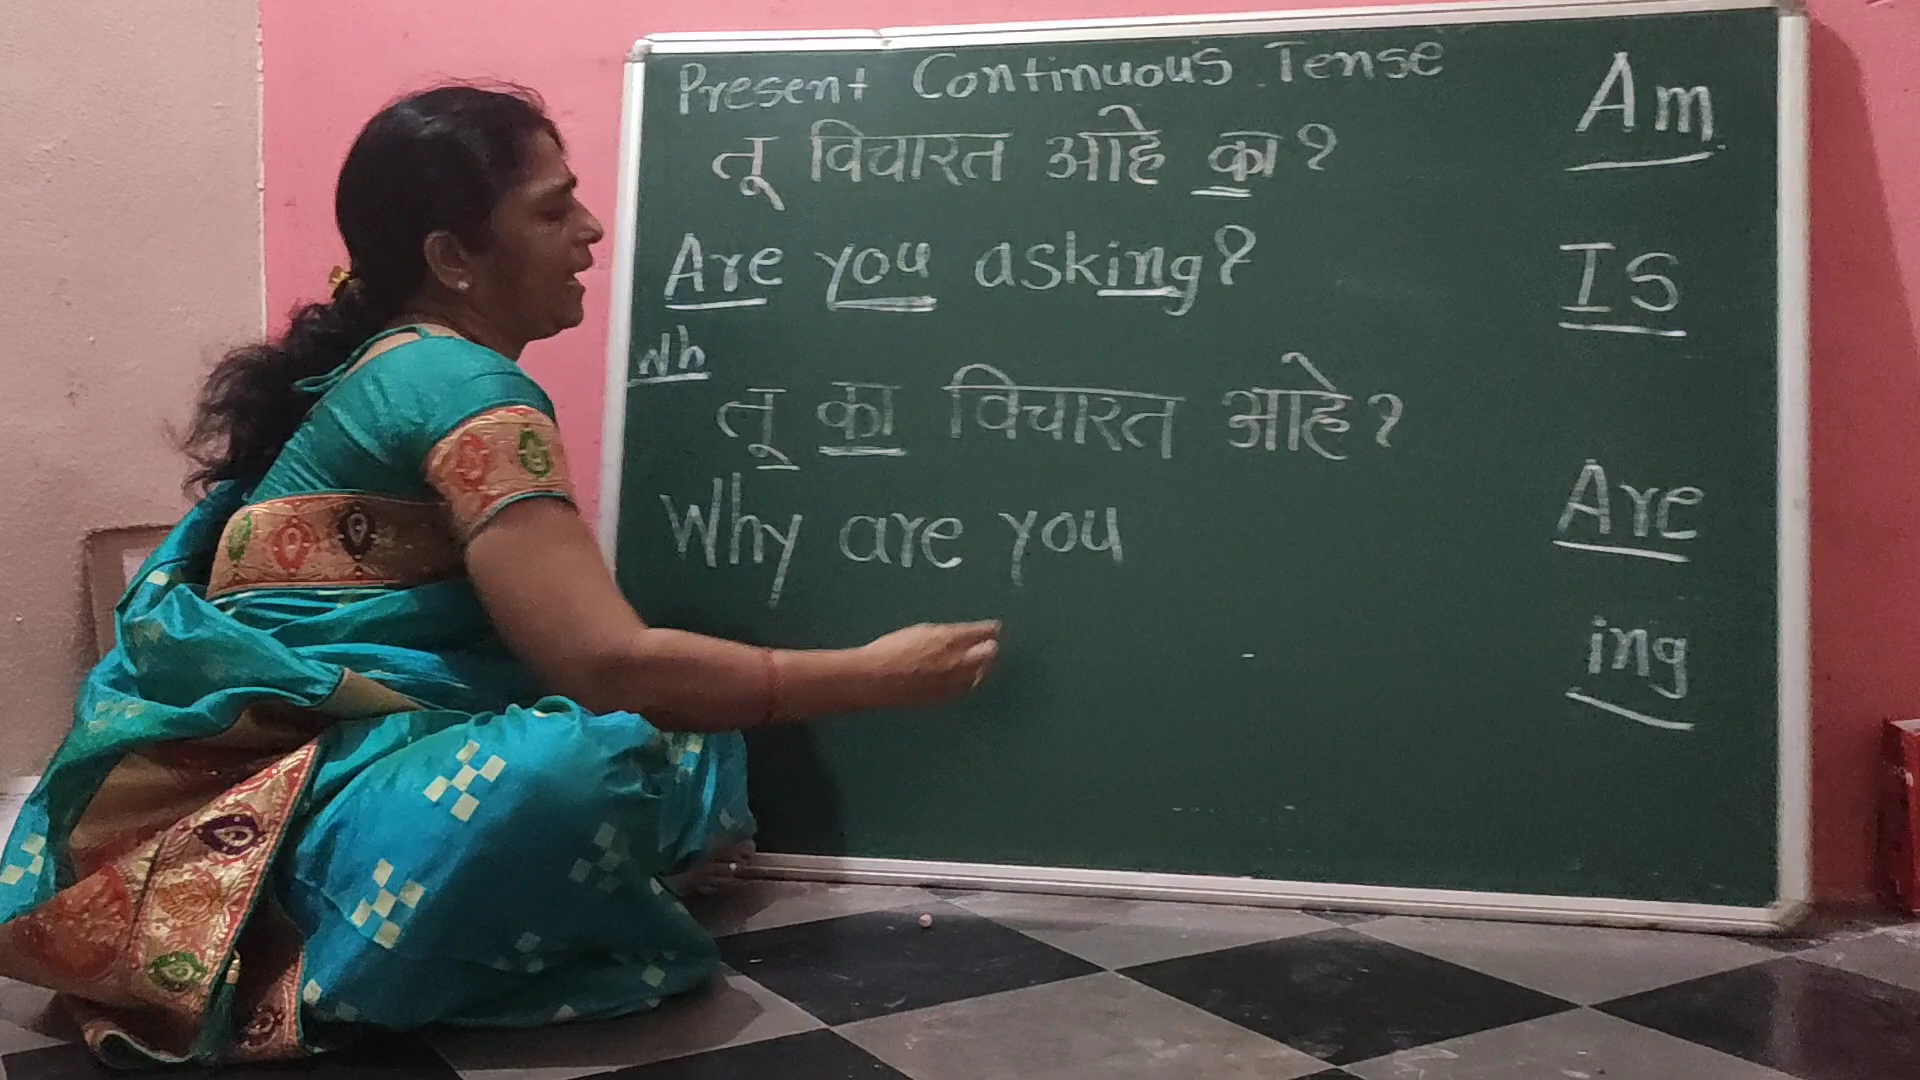 Present Continuous Tense
तू विचारत आहे का?
Are you asking?
Wh
तू का विचारत आहे?
Why are you
Am
Is
Are
ing